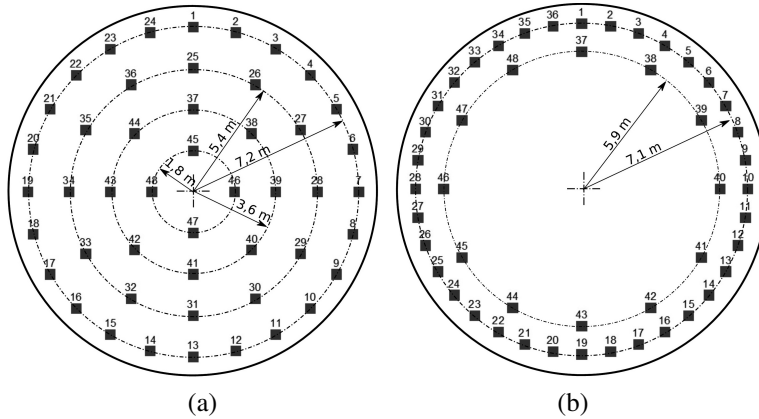 1
24 2
23 3
22 25 4
36 26
21 5
37
35 27
44 38
20 45 6
5,4 m
7,2 m
1,8 m
19 34 43 48 46 39 28 7
3,6 m
47
18 8
42 40
33 41 29
17 9
32 30
16 31 10
15 11
14 13 12
(a)
1
36 2
35 3
34 37 4
33 5
48 38
32 6
31 47 39 7
30 8
5,9 m
29 9
7,1 m
28 46 40 10
27 11
26 12
45 41
25 13
24 44 42 14
23 43 15
22 16
21 20 19 18 17
(b)